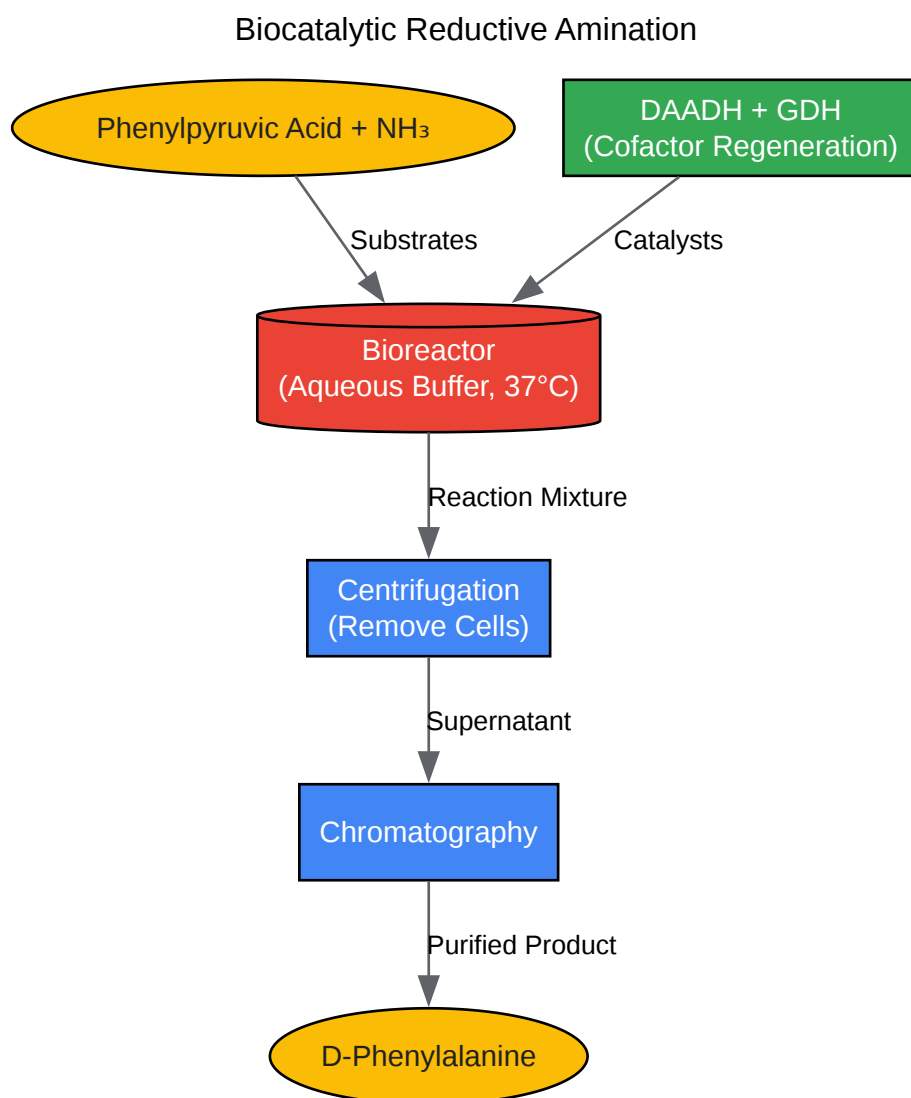 Biocatalytic Reductive Amination
Phenylpyruvic Acid + NH₃
DAADH + GDH
(Cofactor Regeneration)
Substrates
Catalysts
Bioreactor
(Aqueous Buffer, 37°C)
Reaction Mixture
Centrifugation
(Remove Cells)
Supernatant
Chromatography
Purified Product
D-Phenylalanine